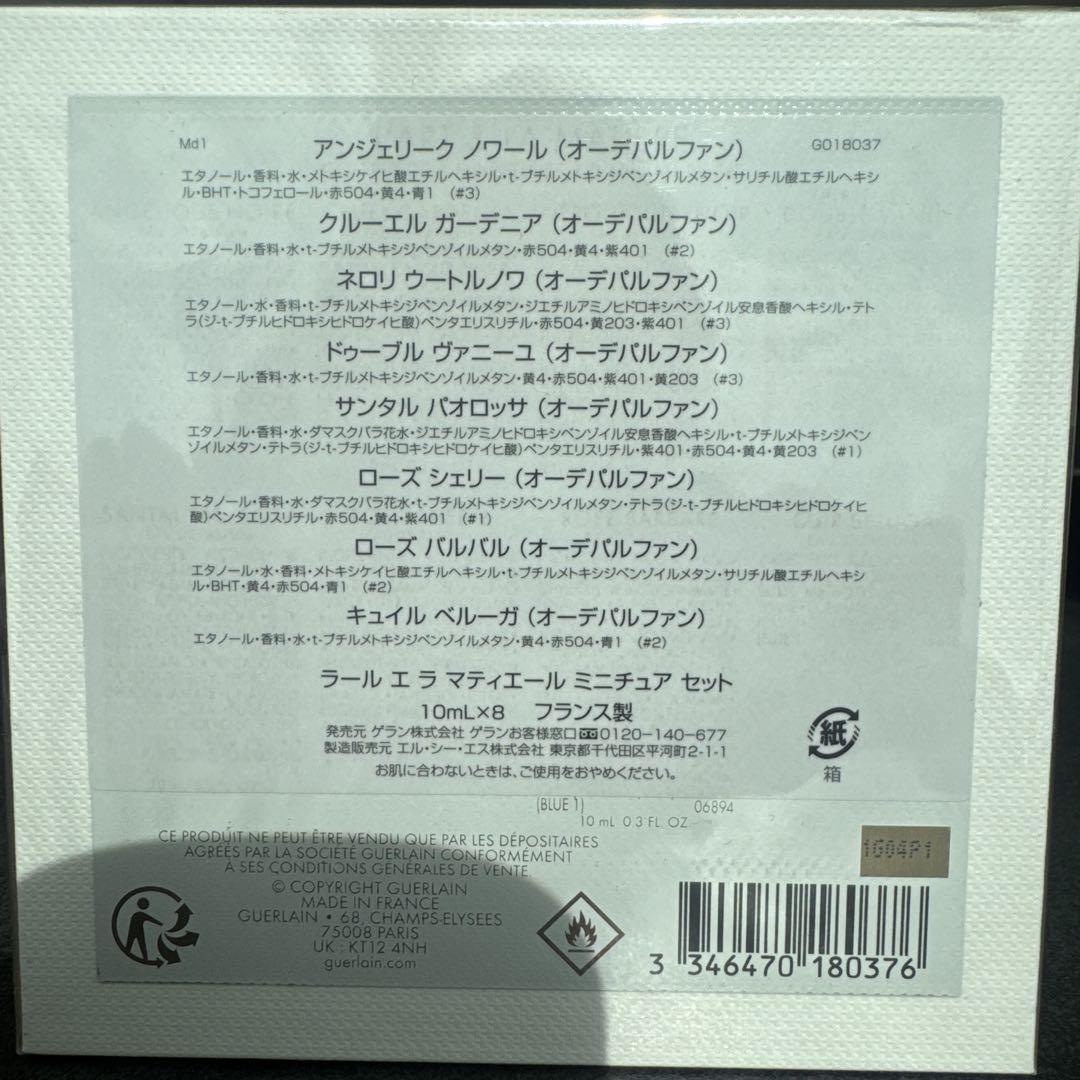 Md1
アンジェリーク ノワール（オーデパルファン）
G018037
エタノール・香料・水・メトキシケイヒ酸エチルヘキシル・t-ブチルメトキシジベンゾイルメタン・サリチル酸エチルヘキシ
ル・BHT・トコフェロール・赤504・黄4・青1 （#3）
クルーエル ガーデニア（オーデパルファン）
エタノール・香料・水・t-ブチルメトキシジベンゾイルメタン・赤504・黄4・紫401 （#2）
ネロリ ウートルノワ（オーデパルファン）
エタノール・水・香料・t-ブチルメトキシジベンゾイルメタン・ジエチルアミノヒドロキシベンゾイル安息香酸ヘキシル・テト
ラ（ジ-t-ブチルヒドロキシヒドロケイヒ酸）ペンタエリスリチル・赤504・黄203・紫401 （#3）
ドゥーブル ヴァニーユ（オーデパルファン）
エタノール・香料・水・t-ブチルメトキシジベンゾイルメタン・黄4・赤504・紫401・黄203 （#3）
サンタル パオロッサ（オーデパルファン）
エタノール・香料・水・ダマスクバラ花水・ジエチルアミノヒドロキシベンゾイル安息香酸ヘキシル・t-ブチルメトキシジベン
ゾイルメタン・テトラ（ジ-t-ブチルヒドロキシヒドロケイヒ酸）ペンタエリスリチル・紫401・赤504・黄4・黄203 （#1）
ローズ シェリー（オーデパルファン）
エタノール・香料・水・ダマスクバラ花水・t-ブチルメトキシジベンゾイルメタン・テトラ（ジ-t-ブチルヒドロキシヒドロケイヒ
酸）ペンタエリスリチル・赤504・黄4・紫401 （#1）
ローズ バルバル（オーデパルファン）
エタノール・水・香料・メトキシケイヒ酸エチルヘキシル・t-ブチルメトキシジベンゾイルメタン・サリチル酸エチルヘキシ
ル・BHT・黄4・赤504・青1 （#2）
キュイル ベルーガ（オーデパルファン）
エタノール・香料・水・t-ブチルメトキシジベンゾイルメタン・黄4・赤504・青1 （#2）
ラール エ ラ マティエール ミニチュア セット
10mL×8 フランス製
発売元 ゲラン株式会社 ゲランお客様窓口 0120-140-677
製造販売元 エル・シー・エス株式会社 東京都千代田区平河町2-1-1
お肌に合わないときは、ご使用をおやめください。
紙
箱
(BLUE 1) 06894
10 mL 0.3 FL. OZ
CE PRODUIT NE PEUT ÊTRE VENDU QUE PAR LES DÉPOSITAIRES
AGRÉÉS PAR LA SOCIÉTÉ GUERLAIN CONFORMÉMENT
À SES CONDITIONS GÉNÉRALES DE VENTE.
© COPYRIGHT GUERLAIN
MADE IN FRANCE
GUERLAIN • 68, CHAMPS-ELYSEES
75008 PARIS
UK : KT12 4NH
guerlain.com
1G04P1
3 346470 180376